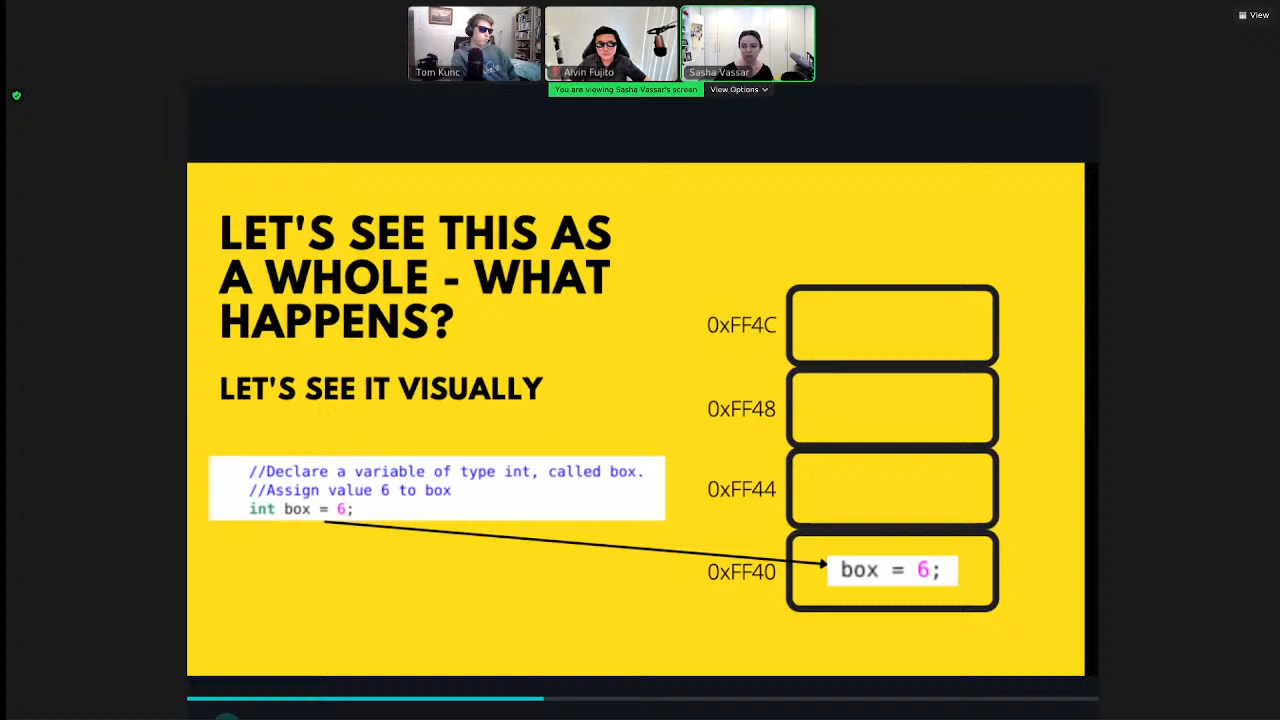 View
Tom Kunc
Alvin Fujito
Sasha Vassar
You are viewing Sasha Vassar's screen
View Options
LET'S SEE THIS AS
A WHOLE - WHAT
HAPPENS?
LET'S SEE IT VISUALLY
//Declare a variable of type int, called box.
//Assign value 6 to box
int box = 6;
0xFF4C
0xFF48
0xFF44
0xFF40
box = 6;